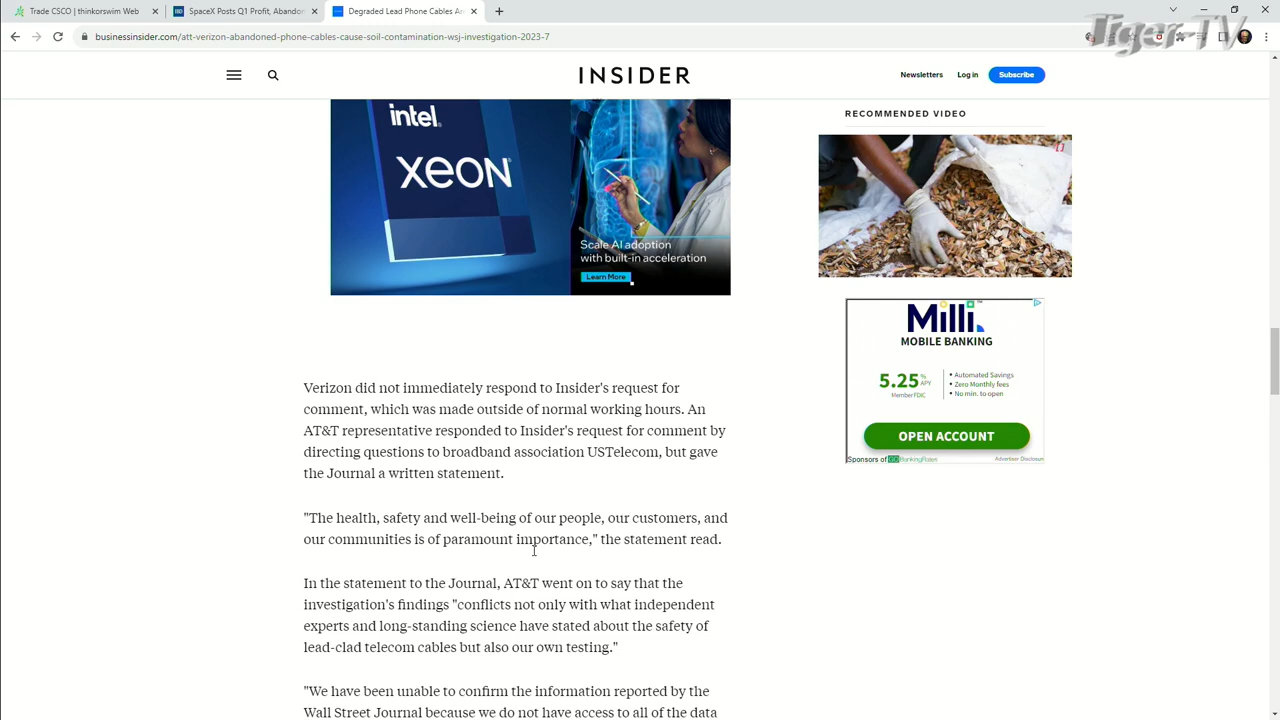 Trade CSCO | thinkorswim Web
SpaceX Posts Q1 Profit, Abandon
Degraded Lead Phone Cables Ar
Tiger-TV
businessinsider.com/att-verizon-abandoned-phone-cables-cause-soil-contamination-wsj-investigation-2023-7
INSIDER
Newsletters Log in Subscribe
intel.
xeon
Scale AI adoption
with built-in acceleration
Learn More
RECOMMENDED VIDEO
Milli.
MOBILE BANKING
5.25% APY
Member FDIC
• Automated Savings
• Zero Monthly fees
• No min. to open
OPEN ACCOUNT
Sponsors of GOBankingRates
Advertiser Disclosure
Verizon did not immediately respond to Insider's request for
comment, which was made outside of normal working hours. An
AT&T representative responded to Insider's request for comment by
directing questions to broadband association USTelecom, but gave
the Journal a written statement.
"The health, safety and well-being of our people, our customers, and
our communities is of paramount importance," the statement read.
In the statement to the Journal, AT&T went on to say that the
investigation's findings "conflicts not only with what independent
experts and long-standing science have stated about the safety of
lead-clad telecom cables but also our own testing."
"We have been unable to confirm the information reported by the
Wall Street Journal because we do not have access to all of the data